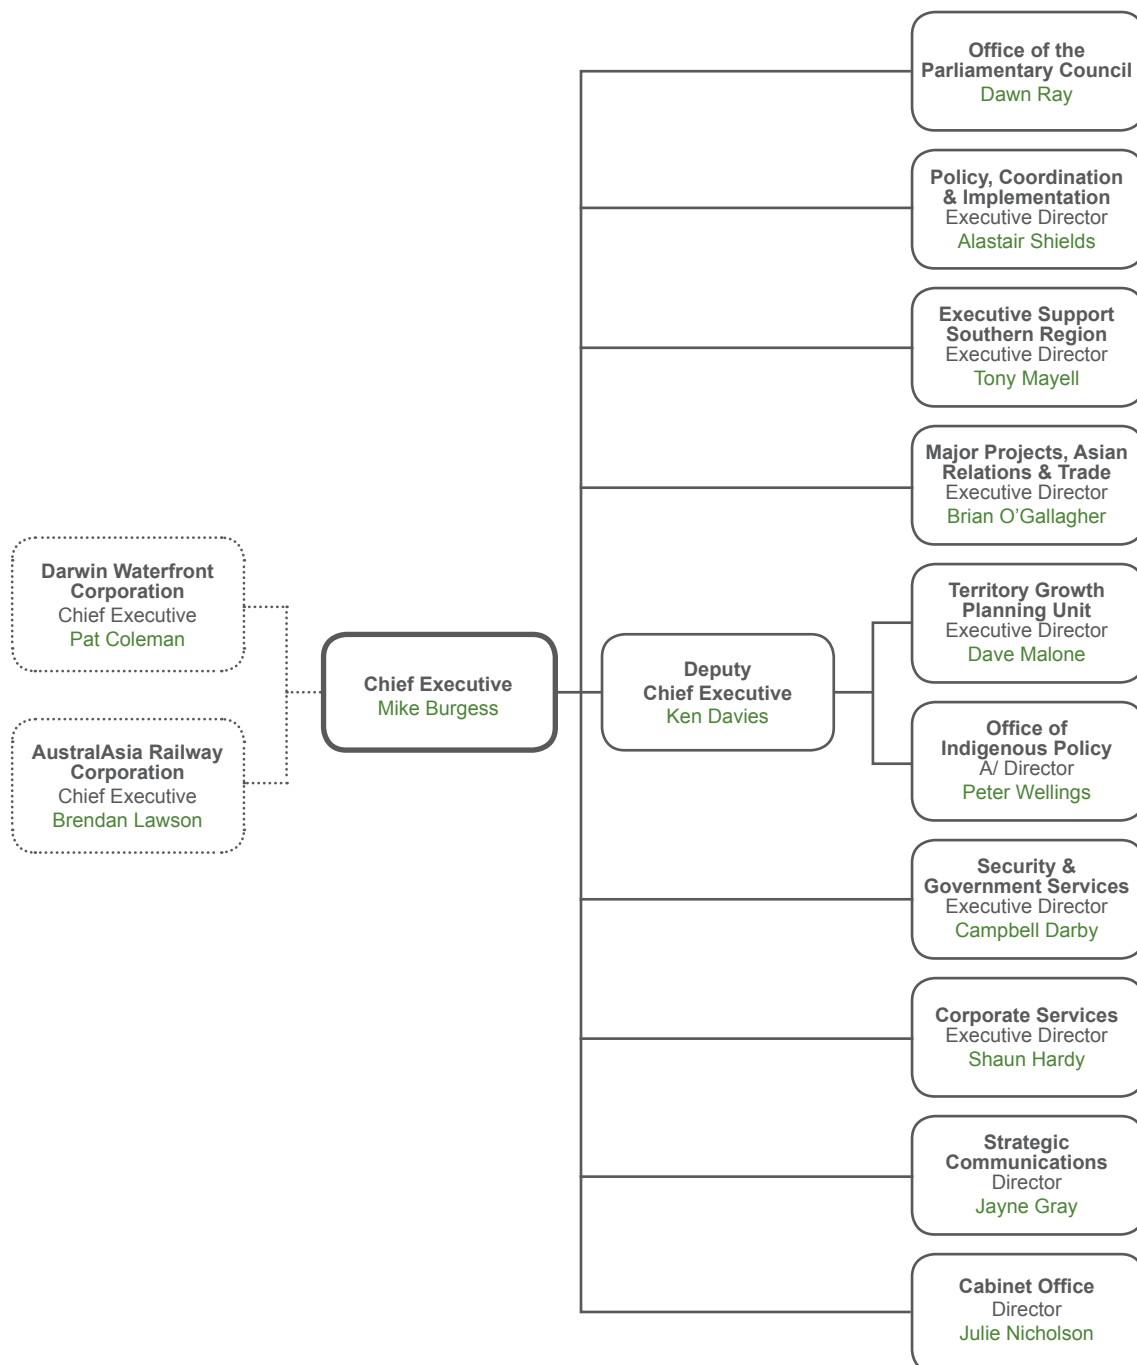 Office of the
Parliamentary Council
Dawn Ray
Policy, Coordination
& Implementation
Executive Director
Alastair Shields
Executive Support
Southern Region
Executive Director
Tony Mayell
Major Projects, Asian
Relations & Trade
Executive Director
Brian O’Gallagher
Darwin Waterfront
Corporation
Chief Executive
Pat Coleman
AustralAsia Railway
Corporation
Chief Executive
Brendan Lawson
Chief Executive
Mike Burgess
Deputy
Chief Executive
Ken Davies
Territory Growth
Planning Unit
Executive Director
Dave Malone
Office of
Indigenous Policy
A/ Director
Peter Wellings
Security &
Government Services
Executive Director
Campbell Darby
Corporate Services
Executive Director
Shaun Hardy
Strategic
Communications
Director
Jayne Gray
Cabinet Office
Director
Julie Nicholson